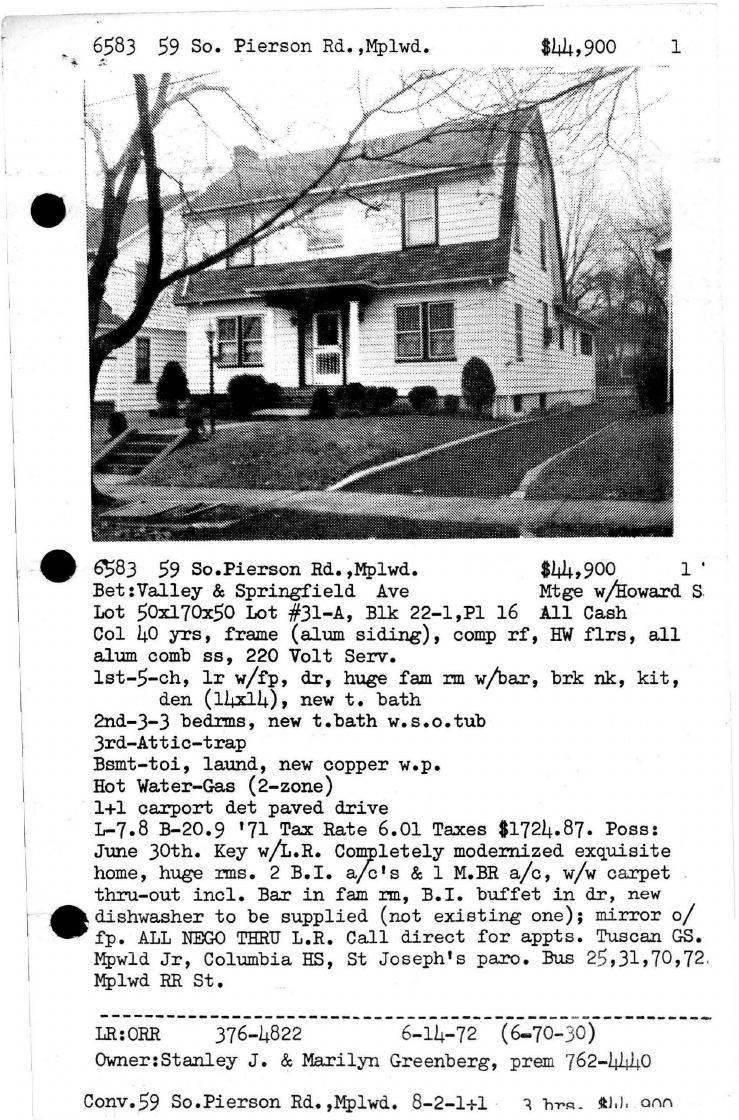 6583 59 So. Pierson Rd.,Mplwd. $44,900 1
6583 59 So.Pierson Rd.,Mplwd. $44,900 1
Bet:Valley & Springfield Ave Mtge w/Howard S
Lot 50x170x50 Lot #31-A, Blk 22-1,Pl 16 All Cash
Col 40 yrs, frame (alum siding), comp rf, HW flrs, all
alum comb ss, 220 Volt Serv.
1st-5-ch, lr w/fp, dr, huge fam rm w/bar, brk nk, kit,
den (14x14), new t. bath
2nd-3-3 bedrms, new t.bath w.s.o.tub
3rd-Attic-trap
Bsmt-toi, laund, new copper w.p.
Hot Water-Gas (2-zone)
1+1 carport det paved drive
L-7.8 B-20.9 '71 Tax Rate 6.01 Taxes $1724.87. Poss:
June 30th. Key w/L.R. Completely modernized exquisite
home, huge rms. 2 B.I. a/c's & 1 M.BR a/c, w/w carpet
thru-out incl. Bar in fam rm, B.I. buffet in dr, new
dishwasher to be supplied (not existing one); mirror o/
fp. ALL NEGO THRU L.R. Call direct for appts. Tuscan GS.
Mpwld Jr, Columbia HS, St Joseph's paro. Bus 25,31,70,72.
Mplwd RR St.
LR:ORR 376-4822 6-14-72 (6-70-30)
Owner:Stanley J. & Marilyn Greenberg, prem 762-4440
Conv.59 So.Pierson Rd.,Mplwd. 8-2-1+1 3 brs. $44,900